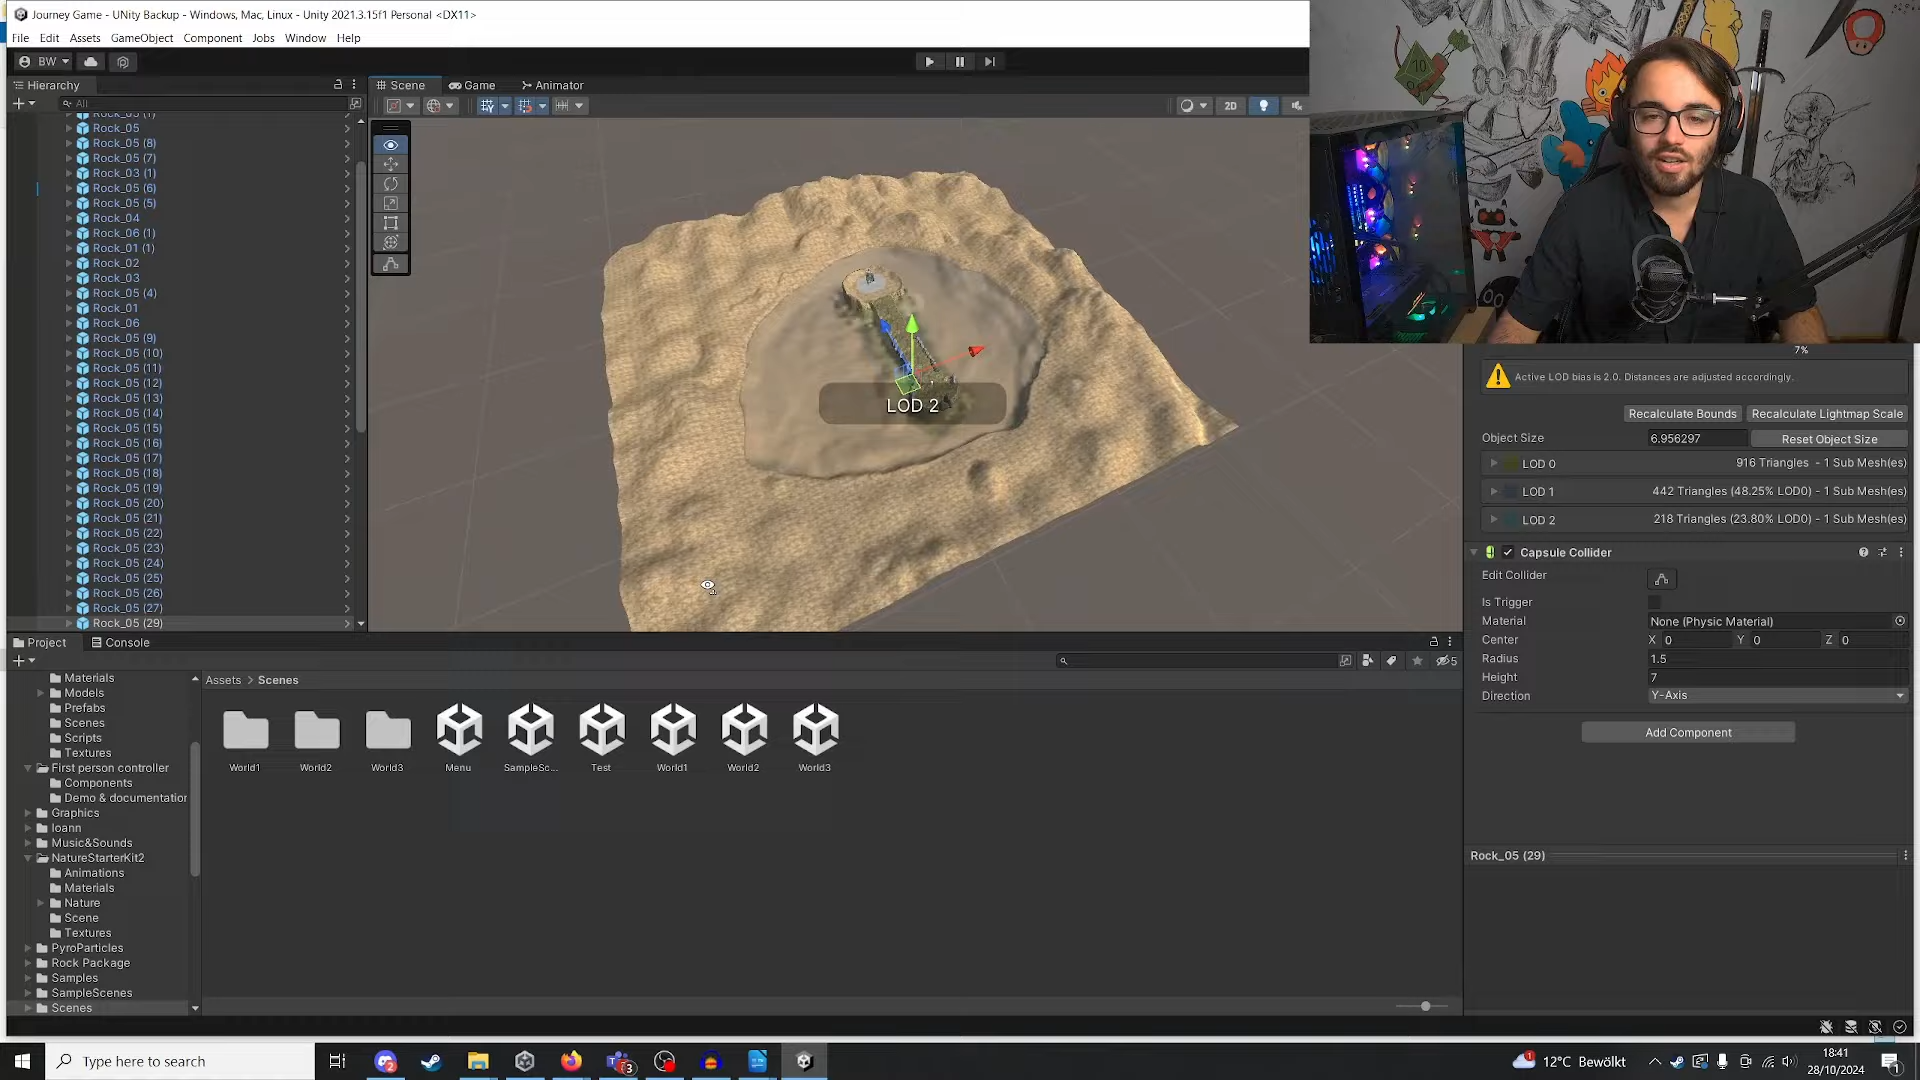 Journey Game - UNity Backup - Windows, Mac, Linux - Unity 2021.3.15f1 Personal <DX11>
File Edit Assets GameObject Component Jobs Window Help
BW
Hierarchy
Scene Game Animator
All
2D
Rock_05 (1)
Rock_05
Rock_05 (8)
Rock_05 (7)
Rock_03 (1)
Rock_05 (6)
Rock_05 (5)
Rock_04
Rock_06 (1)
Rock_01 (1)
Rock_02
Rock_03
Rock_05 (4)
Rock_01
Rock_06
Rock_05 (9)
Rock_05 (10)
Rock_05 (11)
Rock_05 (12)
Rock_05 (13)
Rock_05 (14)
Rock_05 (15)
Rock_05 (16)
Rock_05 (17)
Rock_05 (18)
Rock_05 (19)
Rock_05 (20)
Rock_05 (21)
Rock_05 (22)
Rock_05 (23)
Rock_05 (24)
Rock_05 (25)
Rock_05 (26)
Rock_05 (27)
Rock_05 (29)
LOD 2
10
7%
Active LOD bias is 2.0. Distances are adjusted accordingly.
Recalculate Bounds Recalculate Lightmap Scale
Object Size 6.956297 Reset Object Size
LOD 0 916 Triangles - 1 Sub Mesh(es)
LOD 1 442 Triangles (48.25% LOD0) - 1 Sub Mesh(es)
LOD 2 218 Triangles (23.80% LOD0) - 1 Sub Mesh(es)
Capsule Collider
Edit Collider
Is Trigger
Material None (Physic Material)
Center X 0 Y 0 Z 0
Radius 1.5
Height 7
Direction Y-Axis
Add Component
Rock_05 (29)
Project Console
5
Assets > Scenes
Materials
Models
Prefabs
Scenes
Scripts
Textures
First person controller
Components
Demo & documentation
Graphics
Ioann
Music&Sounds
NatureStarterKit2
Animations
Materials
Nature
Scene
Textures
PyroParticles
Rock Package
Samples
SampleScenes
Scenes
World1 World2 World3 Menu SampleSc... Test World1 World2 World3
Type here to search
2
3
1
12°C Bewölkt
18:41
28/10/2024
1